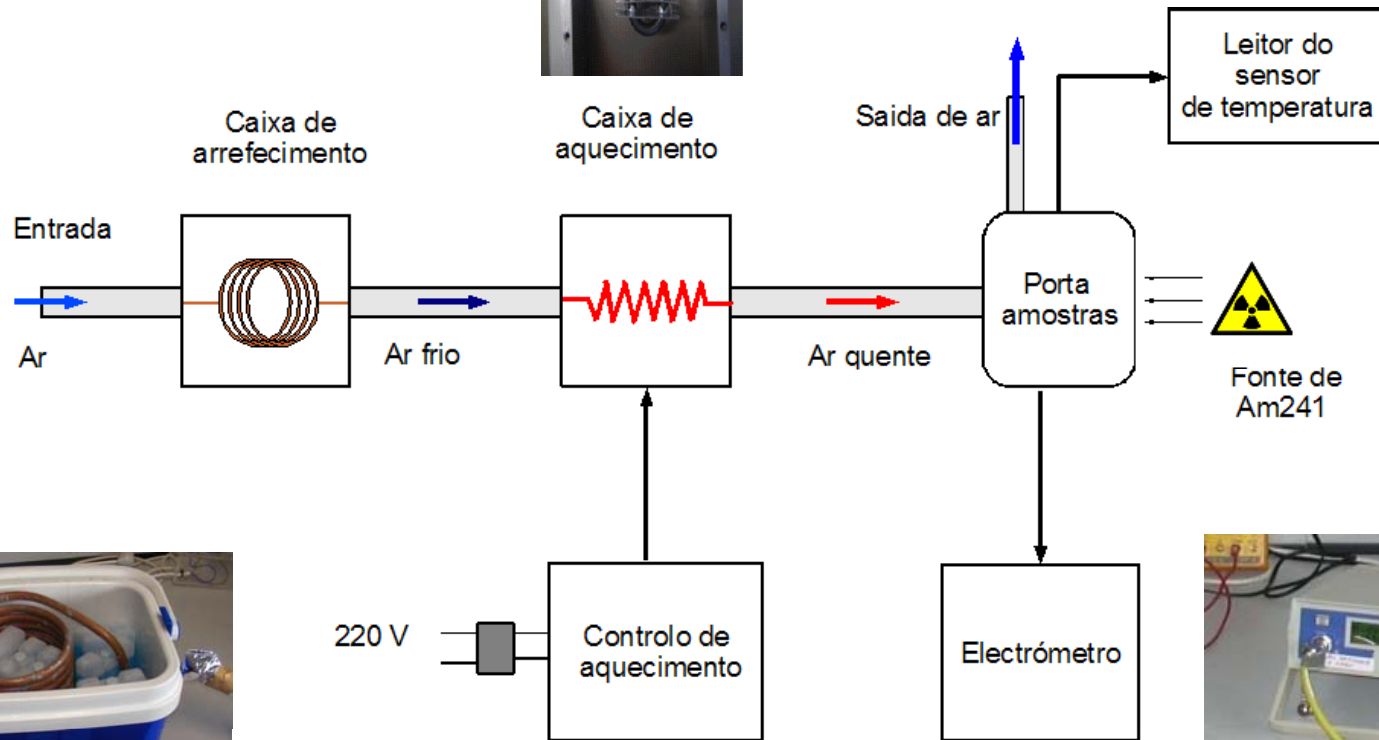 Leitor do
sensor
de temperatura
Saida de ar
Caixa de
arrefecimento
Caixa de
aquecimento
Entrada
Ar
Ar frio
Ar quente
Porta
amostras
Fonte de
Am241
220 V
Controlo de
aquecimento
Electrómetro